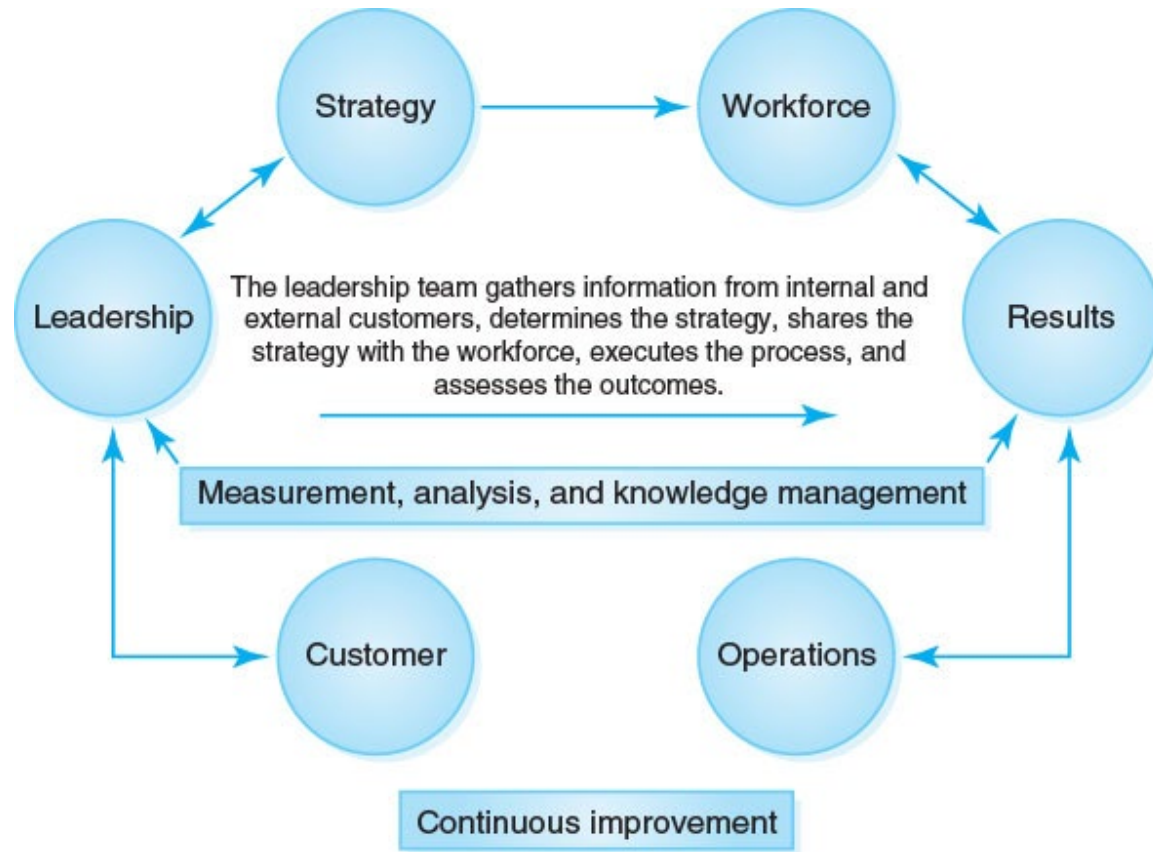 Strategy
Workforce
Leadership
The leadership team gathers information from internal and
external customers, determines the strategy, shares the
strategy with the workforce, executes the process, and
assesses the outcomes.
Results
Measurement, analysis, and knowledge management
Customer
Operations
Continuous improvement